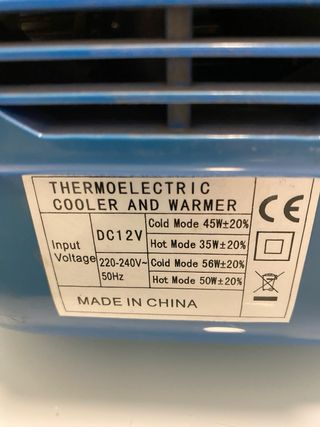 THERMOELECTRIC
COOLER AND WARMER
CE
Input
Voltage
DC12V
Cold Mode 45W±20%
Hot Mode 35W±20%
220-240V~
50Hz
Cold Mode 56W±20%
Hot Mode 50W±20%
MADE IN CHINA